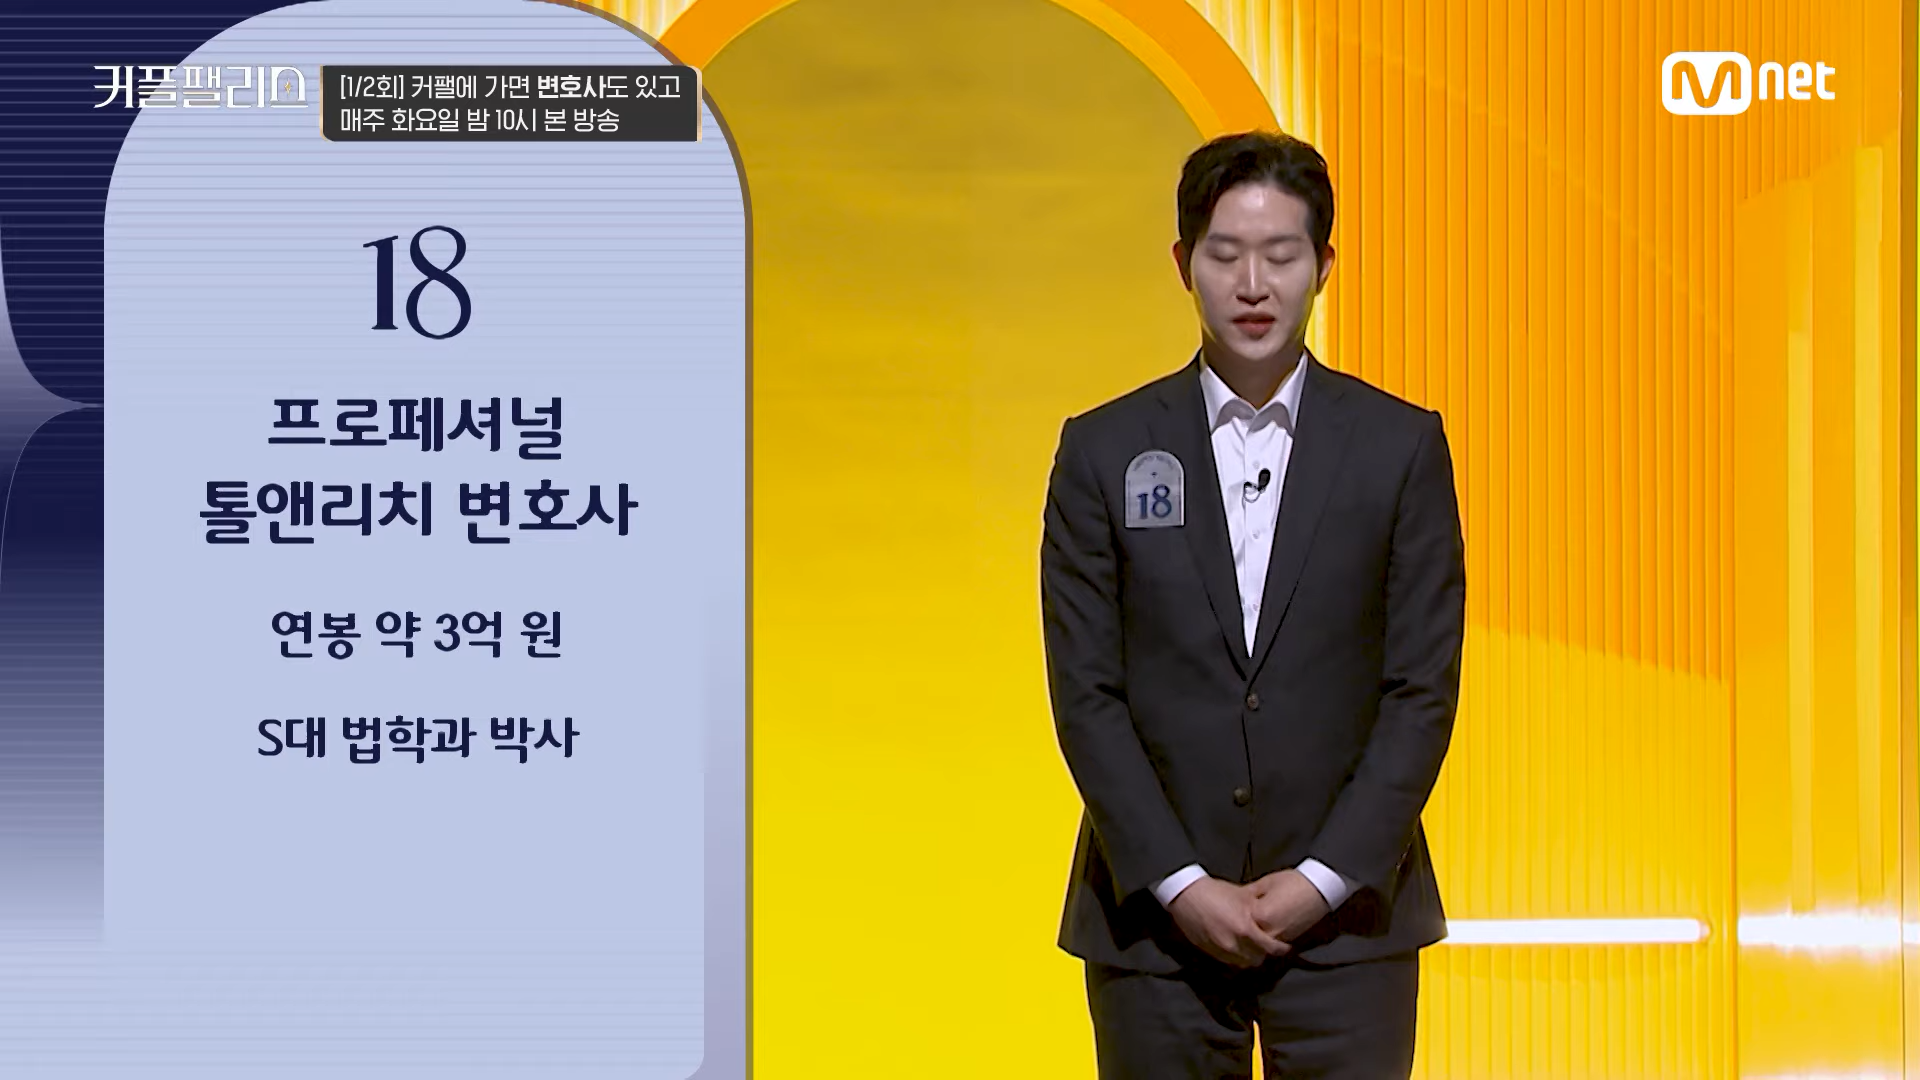 커플팰리스
[1/2회] 커팰에 가면 변호사도 있고
매주 화요일 밤 10시 본 방송
Mnet
18
프로페셔널
톨앤리치 변호사
연봉 약 3억 원
S대 법학과 박사
18